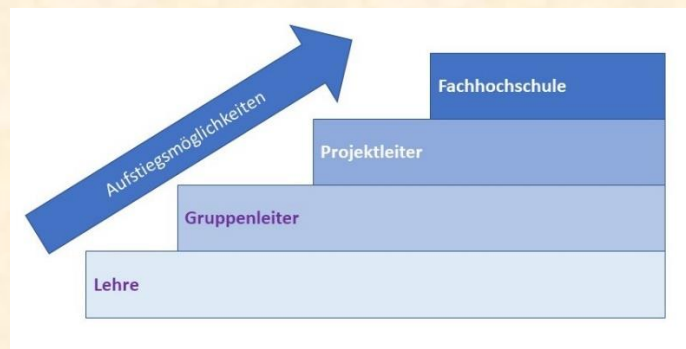 Aufstiegsmöglichkeiten
Fachhochschule
Projektleiter
Gruppenleiter
Lehre